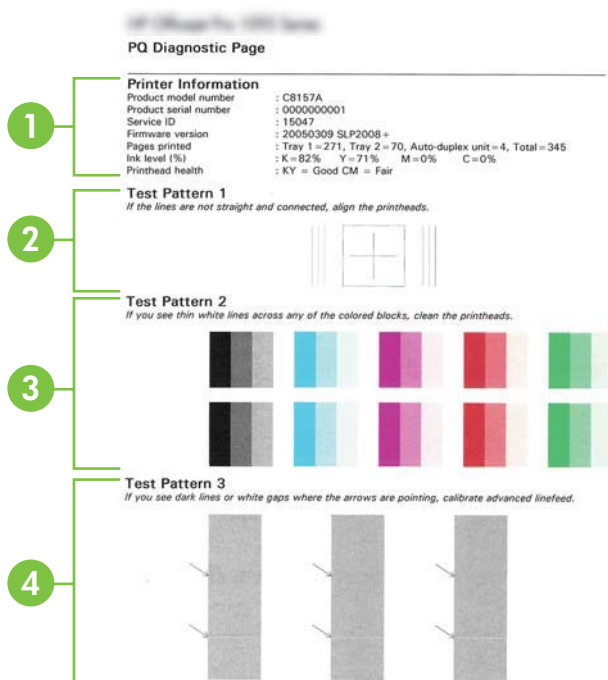 PQ Diagnostic Page
1
Printer Information
Product model number : C8157A
Product serial number : 0000000001
Service ID : 15047
Firmware version : 20050309 SLP2008+
Pages printed : Tray 1=271, Tray 2=70, Auto-duplex unit=4, Total=345
Ink level (%) : K=82% Y=71% M=0% C=0%
Printhead health : KY = Good CM = Fair
2
Test Pattern 1
If the lines are not straight and connected, align the printheads.
3
Test Pattern 2
If you see thin white lines across any of the colored blocks, clean the printheads.
4
Test Pattern 3
If you see dark lines or white gaps where the arrows are pointing, calibrate advanced linefeed.